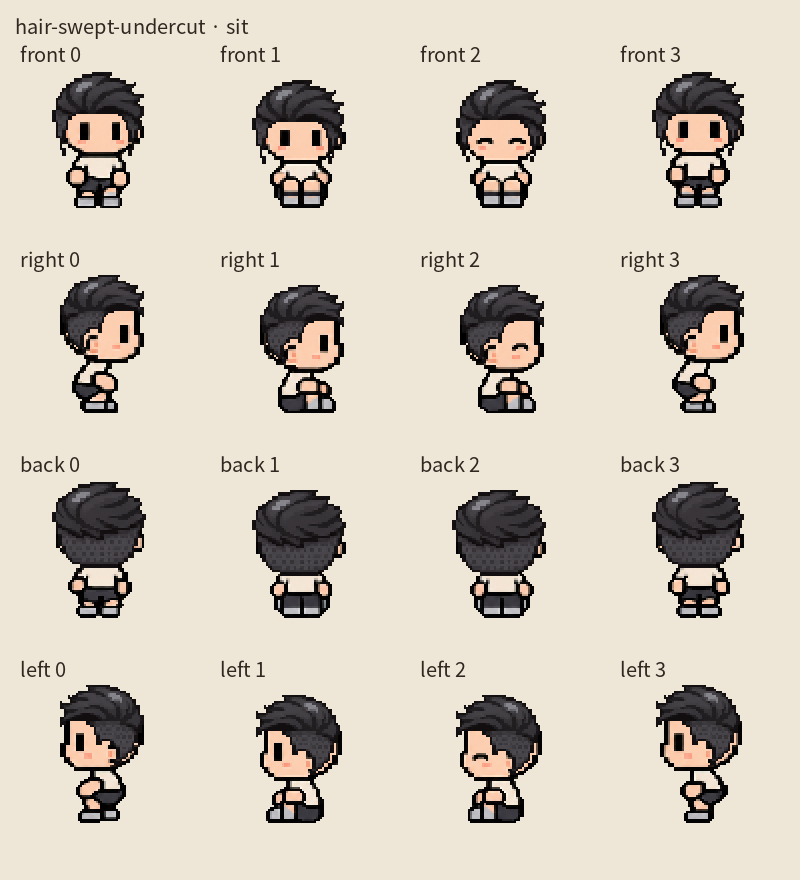 hair-swept-undercut · sit
front 0 front 1 front 2 front 3
right 0 right 1 right 2 right 3
back 0 back 1 back 2 back 3
left 0 left 1 left 2 left 3